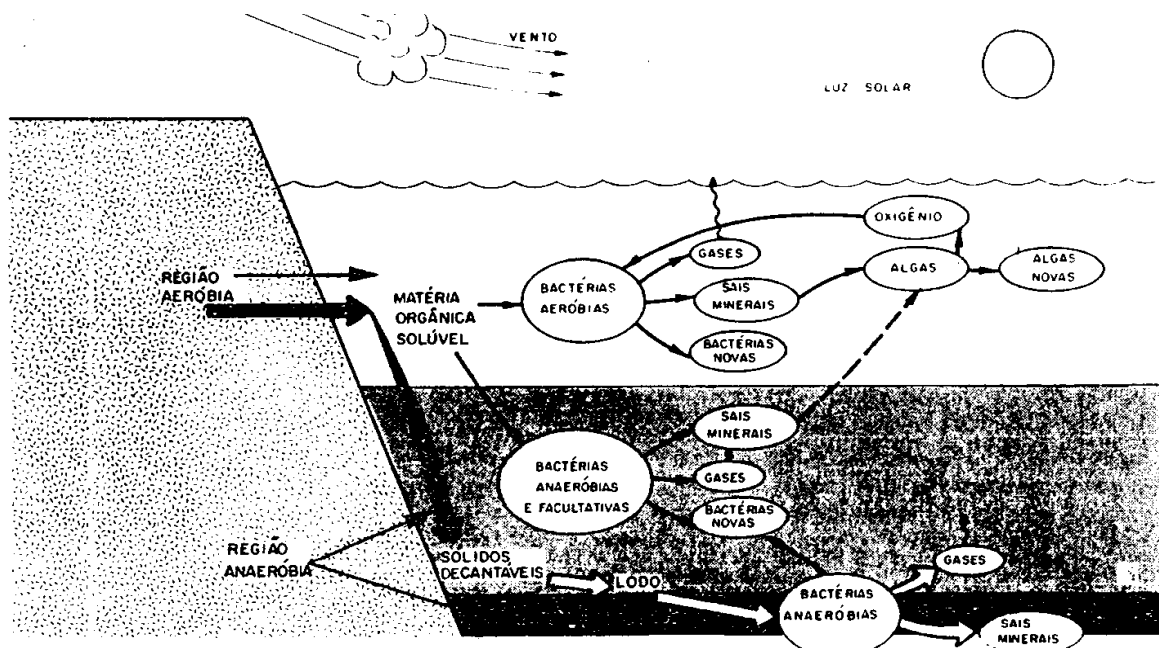 VENTO
LUZ SOLAR
OXIGÊNIO
GASES
ALGAS
ALGAS
NOVAS
REGIÃO
AERÓBIA
MATÉRIA
ORGÂNICA
SOLÚVEL
BACTÉRIAS
AERÓBIAS
SAIS
MINERAIS
BACTÉRIAS
NOVAS
SAIS
MINERAIS
BACTÉRIAS
ANAERÓBIAS
E FACULTATIVAS
GASES
BACTÉRIAS
NOVAS
REGIÃO
ANAERÓBIA
SÓLIDOS
DECANTÁVEIS
LÔDO
GASES
BACTÉRIAS
ANAERÓBIAS
SAIS
MINERAIS